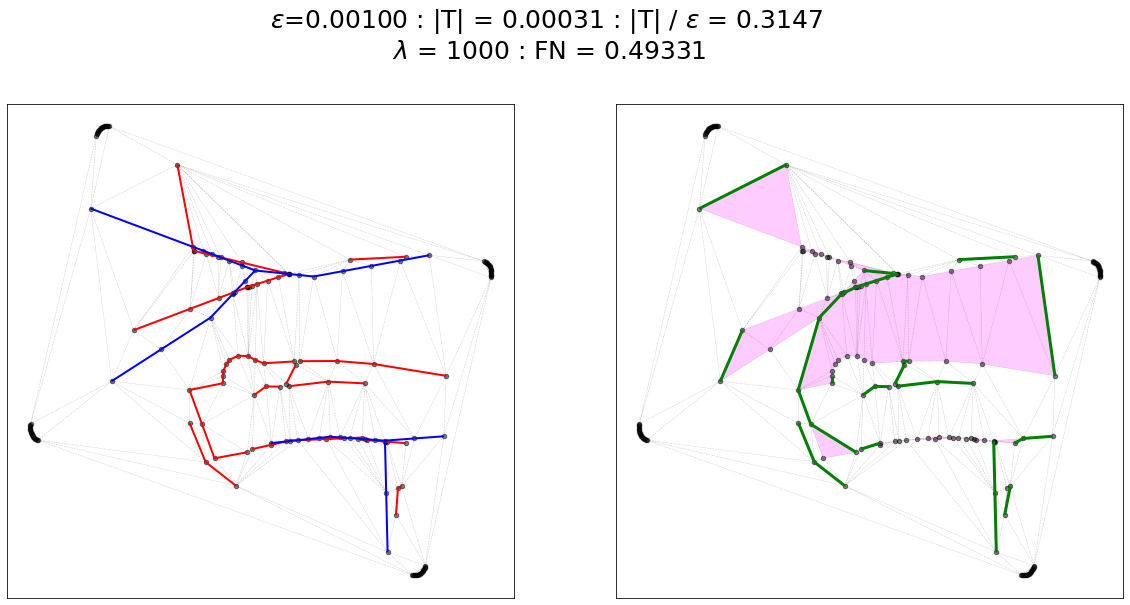 ε=0.00100 : |T| = 0.00031 : |T| / ε = 0.3147
λ = 1000 : FN = 0.49331